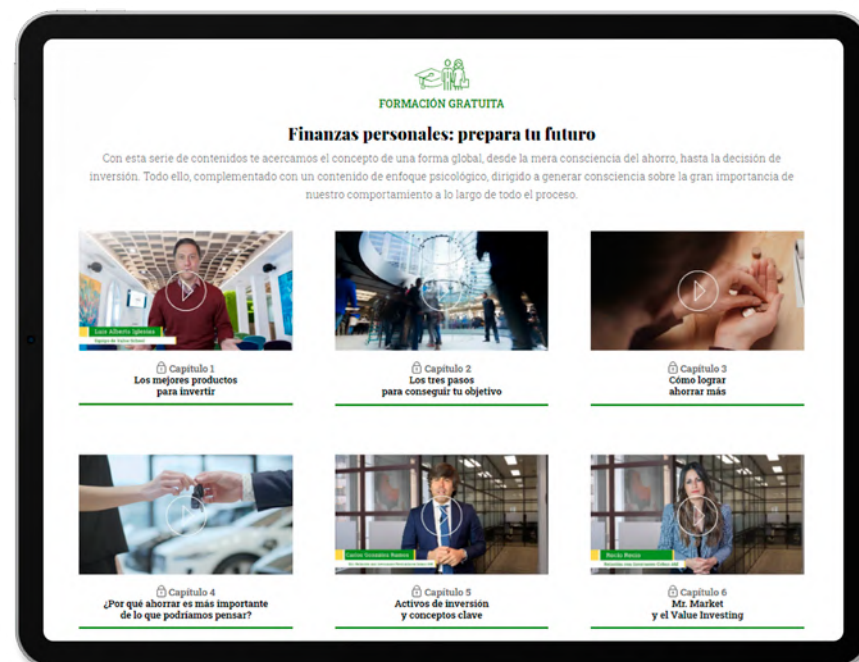 FORMACIÓN GRATUITA
Finanzas personales: prepara tu futuro
Con esta serie de contenidos te acercamos el concepto de una forma global, desde la mera consciencia del ahorro, hasta la decisión de
inversión. Todo ello, complementado con un contenido de enfoque psicológico, dirigido a generar consciencia sobre la gran importancia de
nuestro comportamiento a lo largo de todo el proceso.
Luis Alberto Iglesias
Equipo de Value School
Capítulo 1
Los mejores productos
para invertir
Capítulo 2
Los tres pasos
para conseguir tu objetivo
Capítulo 3
Cómo lograr
ahorrar más
Capítulo 4
¿Por qué ahorrar es más importante
de lo que podríamos pensar?
Carlos González Ramos
Capítulo 5
Activos de inversión
y conceptos clave
Capítulo 6
Mr. Market
y el Value Investing